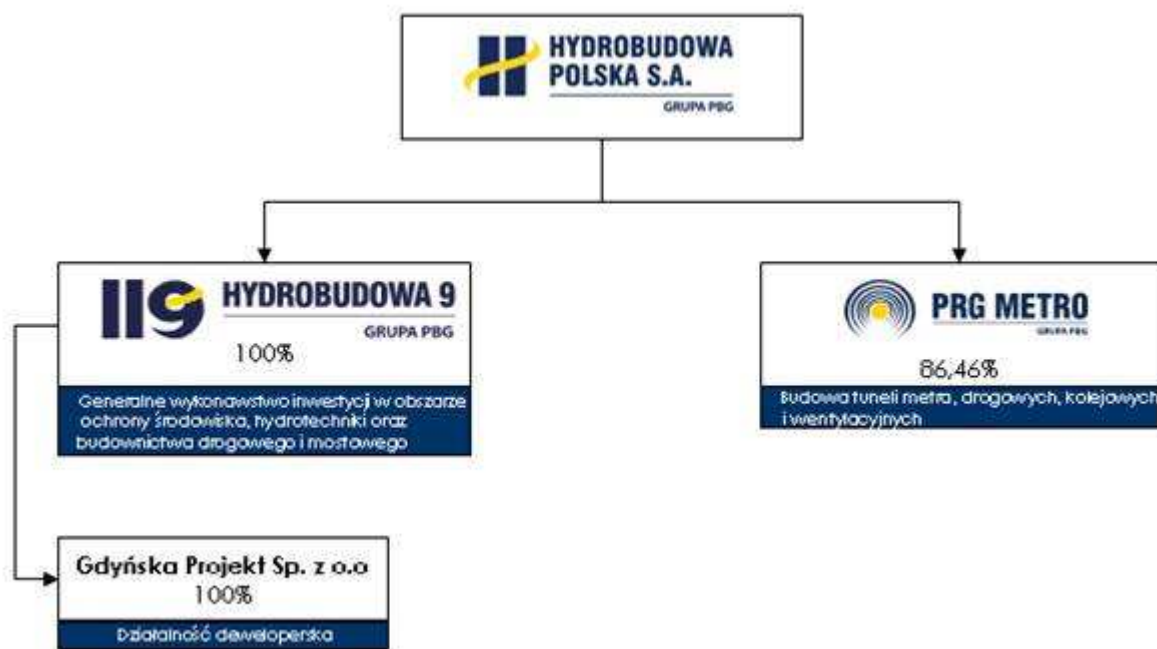 HYDROBUDOWA
POLSKA S.A.
GRUPA PBG
H9 HYDROBUDOWA 9
GRUPA PBG
100%
Generalne wykonawstwo inwestycji w obszarze
ochrony środowiska, hydrotechniki oraz
budownictwa drogowego i mostowego
PRG METRO
GRUPA PBG
86,46%
Budowa tuneli metra, drogowych, kolejowych
i wentylacyjnych
Gdyńska Projekt Sp. z o.o
100%
Działalność deweloperska